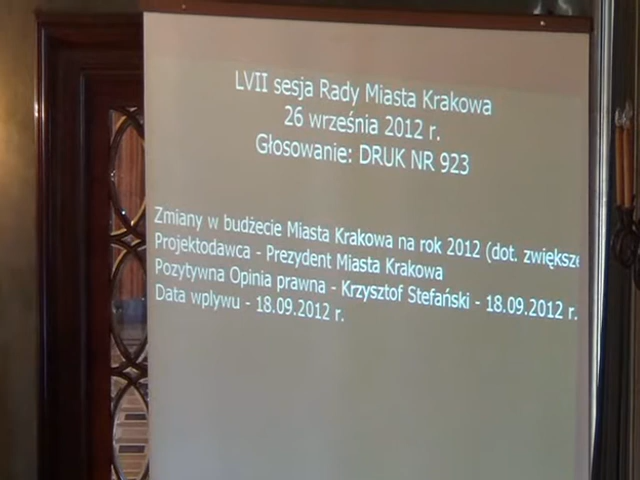 LVII sesja Rady Miasta Krakowa
26 września 2012 r.
Głosowanie: DRUK NR 923
Zmiany w budżecie Miasta Krakowa na rok 2012 (dot. zwiększe
Projektodawca - Prezydent Miasta Krakowa
Pozytywna Opinia prawna - Krzysztof Stefański - 18.09.2012 r.
Data wpływu - 18.09.2012 r.